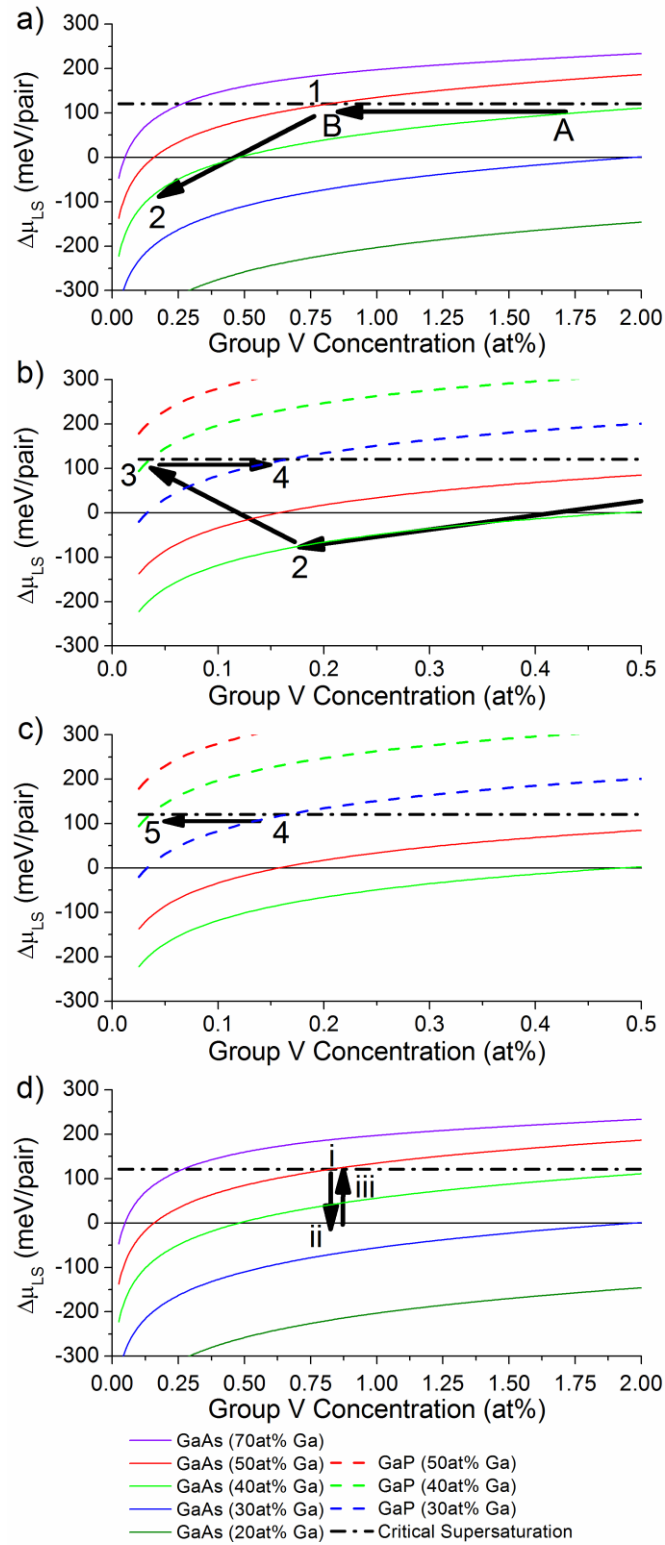 a)
300
200
100
0
-100
-200
-300
ΔμLS (meV/pair)
1
B
A
2
0.00 0.25 0.50 0.75 1.00 1.25 1.50 1.75 2.00
Group V Concentration (at%)
b)
300
200
100
0
-100
-200
-300
ΔμLS (meV/pair)
3
4
2
0.0 0.1 0.2 0.3 0.4 0.5
Group V Concentration (at%)
c)
300
200
100
0
-100
-200
-300
ΔμLS (meV/pair)
5
4
0.0 0.1 0.2 0.3 0.4 0.5
Group V Concentration (at%)
d)
300
200
100
0
-100
-200
-300
ΔμLS (meV/pair)
i
iii
ii
0.00 0.25 0.50 0.75 1.00 1.25 1.50 1.75 2.00
Group V Concentration (at%)
GaAs (70at% Ga)
GaAs (50at% Ga) GaP (50at% Ga)
GaAs (40at% Ga) GaP (40at% Ga)
GaAs (30at% Ga) GaP (30at% Ga)
GaAs (20at% Ga) Critical Supersaturation